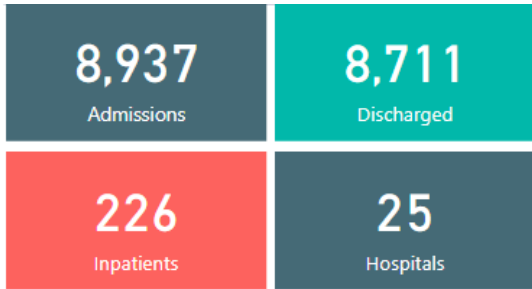 8,937
Admissions
8,711
Discharged
226
Inpatients
25
Hospitals